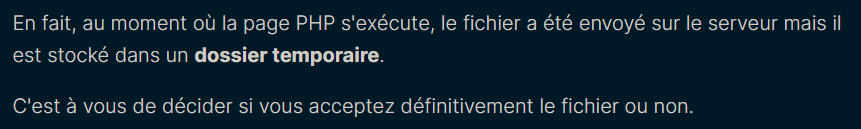 En fait, au moment où la page PHP s'exécute, le fichier a été envoyé sur le serveur mais il
est stocké dans un dossier temporaire.
C'est à vous de décider si vous acceptez définitivement le fichier ou non.